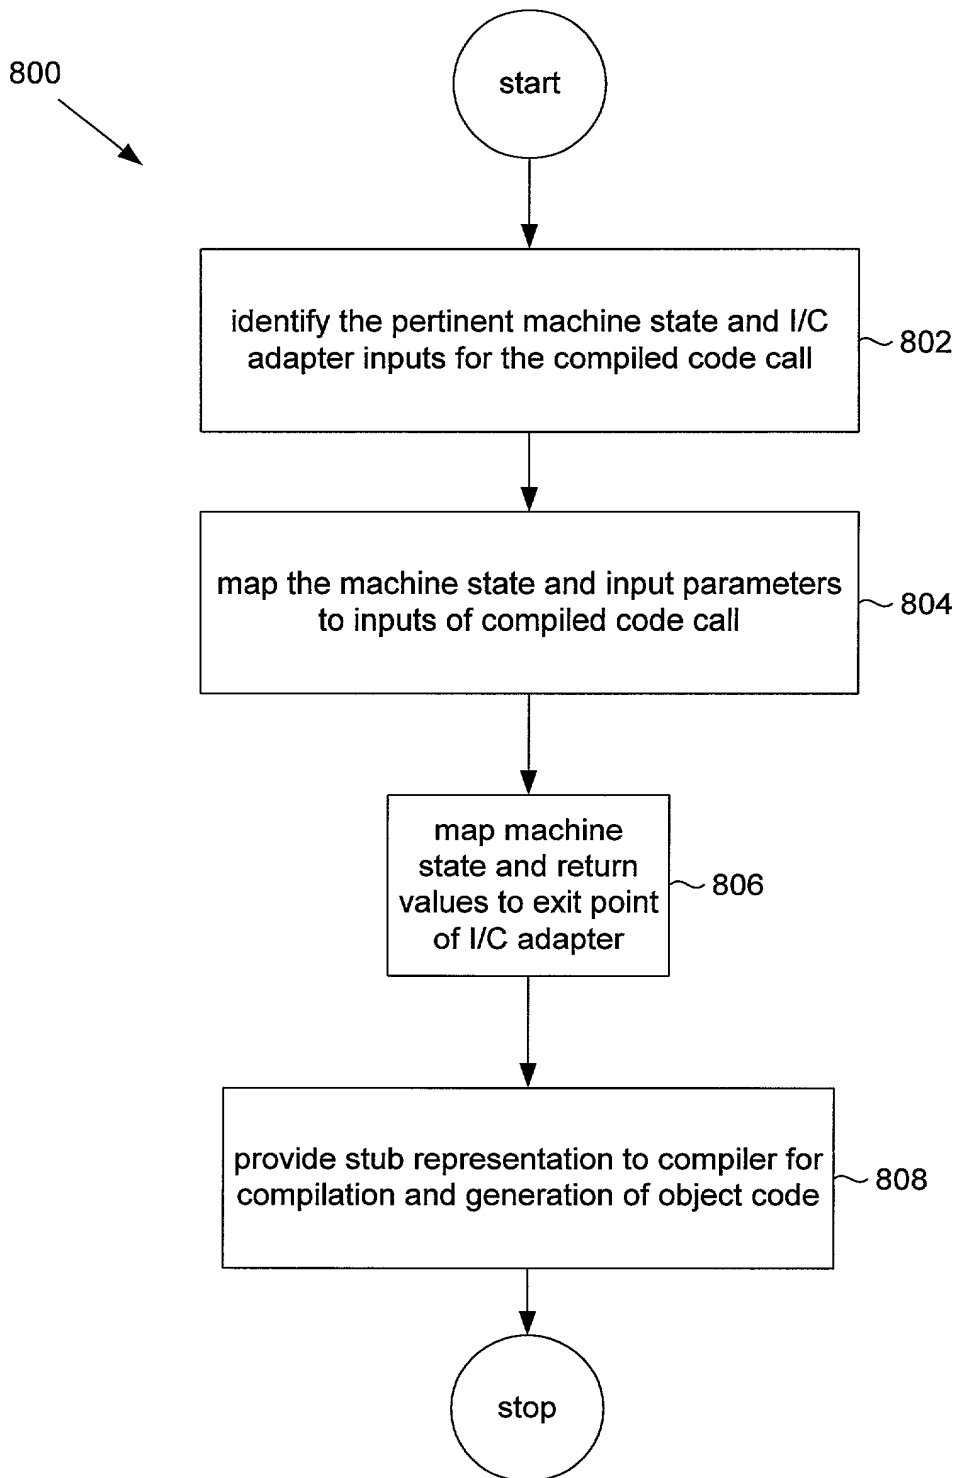 800
start
identify the pertinent machine state and I/C
adapter inputs for the compiled code call
802
map the machine state and input parameters
to inputs of compiled code call
804
map machine
state and return
values to exit point
of I/C adapter
806
provide stub representation to compiler for
compilation and generation of object code
808
stop